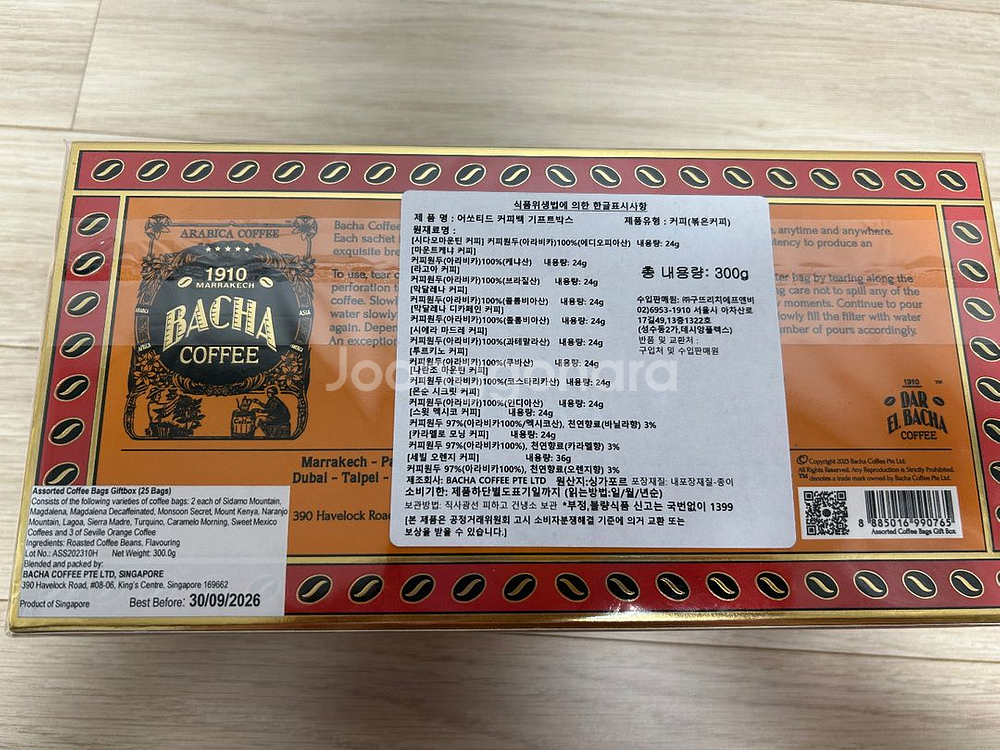 ARABICA COFFEE
1910
MARRAKECH
BACHA
COFFEE
ARABICA
ASIA
Bacha Coffee
Each sachet
exquisite bre
To use, tear
perforation
coffee. Slowl
water slowly
again. Depen
An exception
anytime and anywhere.
tency to produce an
ter bag by tearing along the
ng care not to spill any of the
moments. Continue to pour
lowly fill the filter with water
mber of pours accordingly.
식품위생법에 의한 한글표시사항
제 품 명 : 어쏘티드 커피백 기프트박스 제품유형 : 커피(볶은커피)
원재료명 :
[시다모마운틴 커피] 커피원두(아라비카)100%(에디오피아산) 내용량: 24g
[마운트케냐 커피]
커피원두(아라비카)100%(케냐산) 내용량: 24g
[라고아 커피]
커피원두(아라비카)100%(브라질산) 내용량: 24g
[막달레나 커피]
커피원두(아라비카)100%(콜롬비아산) 내용량: 24g
[막달레나 디카페인 커피]
커피원두(아라비카)100%(콜롬비아산) 내용량: 24g
[시에라 마드레 커피]
커피원두(아라비카)100%(과테말라산) 내용량: 24g
[투르키노 커피]
커피원두(아라비카)100%(쿠바산) 내용량: 24g
[나란조 마운틴 커피]
커피원두(아라비카)100%(코스타리카산) 내용량: 24g
[몬순 시크릿 커피]
커피원두(아라비카)100%(인디아산) 내용량: 24g
[스윗 멕시코 커피] 내용량: 24g
커피원두 97%(아라비카100%/멕시코산), 천연향료(바닐라향) 3%
[카라멜로 모닝 커피] 내용량: 24g
커피원두 97%(아라비카100%), 천연향료(카라멜향) 3%
[세빌 오렌지 커피] 내용량: 36g
커피원두 97%(아라비카100%), 천연향료(오렌지향) 3%
제조회사: BACHA COFFEE PTE LTD 원산지:싱가포르 포장재질: 내포장재질-종이
소비기한: 제품하단별도표기일까지 (읽는방법:일/월/년순)
보관방법: 직사광선 피하고 건냉소 보관 *부정,불량식품 신고는 국번없이 1399
[본 제품은 공정거래위원회 고시 소비자분쟁해결 기준에 의거 교환 또는
보상을 받을 수 있습니다.]
총 내용량: 300g
수입판매원: ㈜구뜨리치에프앤비
02)6953-1910 서울시 아차산로
17길49,13층1322호
(성수동2가,데시앙플렉스)
반품 및 교환처 :
구입처 및 수입판매원
Joonggonara
1910
DAR
EL BACHA
COFFEE
TM
Marrakech - Pa
Dubai - Taipei -
390 Havelock Road
© Copyright 2023 Bacha Coffee Pte Ltd.
All Rights Reserved. Any Reproduction is Strictly Prohibited.
TM denotes a trade mark owned by Bacha Coffee Pte Ltd.
8 885016 990765
Assorted Coffee Bags Gift Box
Assorted Coffee Bags Giftbox (25 Bags)
Consists of the following varieties of coffee bags: 2 each of Sidamo Mountain,
Magdalena, Magdalena Decaffeinated, Monsoon Secret, Mount Kenya, Naranjo
Mountain, Lagoa, Sierra Madre, Turquino, Caramelo Morning, Sweet Mexico
Coffees and 3 of Seville Orange Coffee
Ingredients: Roasted Coffee Beans, Flavouring
Lot No.: ASS202310H Net Weight: 300.0g
Blended and packed by:
BACHA COFFEE PTE LTD, SINGAPORE
390 Havelock Road, #08-06, King's Centre, Singapore 169662
Product of Singapore Best Before: 30/09/2026